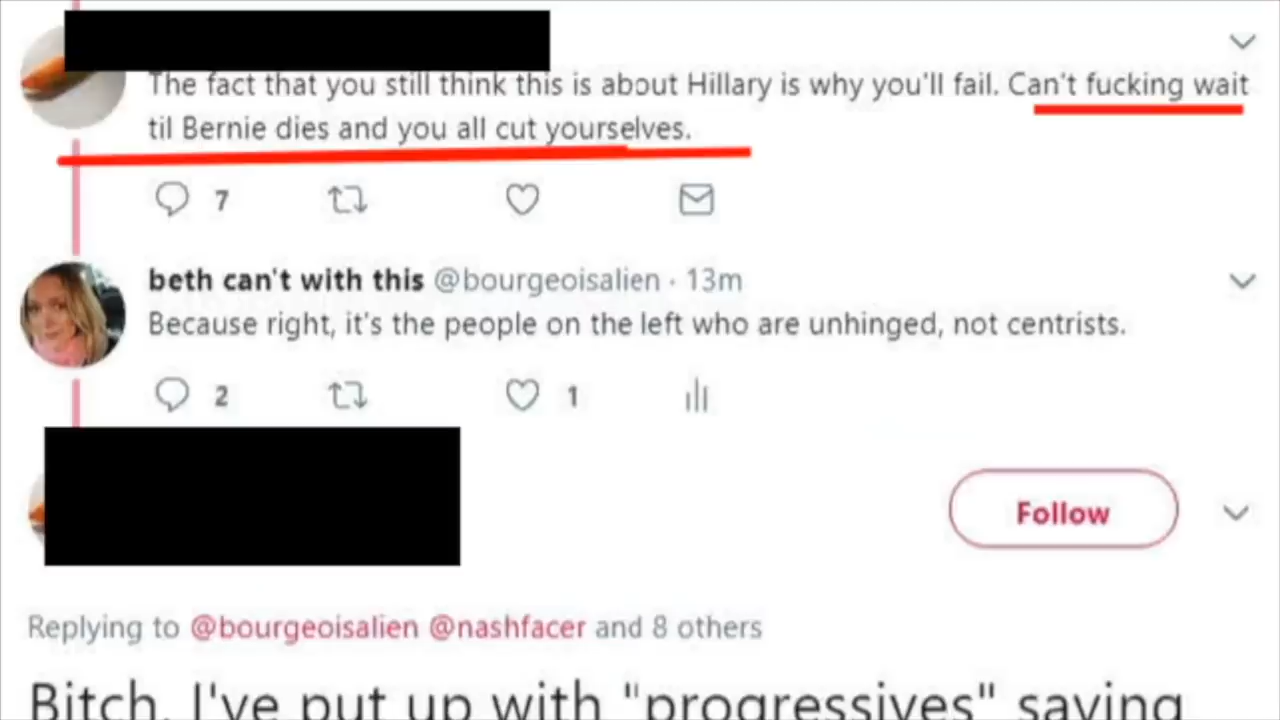 The fact that you still think this is about Hillary is why you'll fail. Can't fucking wait
til Bernie dies and you all cut yourselves.
7
beth can't with this @bourgeoisalien · 13m
Because right, it's the people on the left who are unhinged, not centrists.
2 1
Follow
Replying to @bourgeoisalien @nashfacer and 8 others
Bitch, I've put up with "progressives" saying